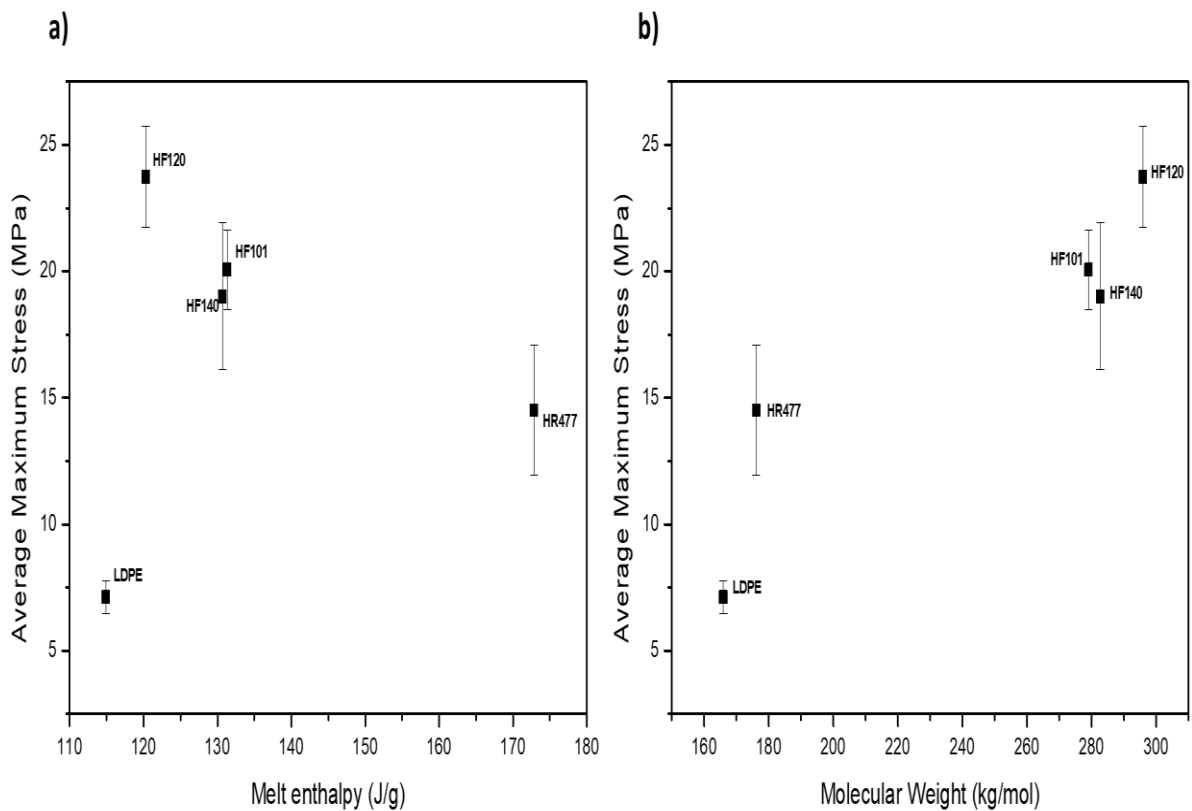 a)
Average Maximum Stress (MPa)
25
20
15
10
5
HF120
HF101
HF140
HR477
LDPE
110 120 130 140 150 160 170 180
Melt enthalpy (J/g)
b)
Average Maximum Stress (MPa)
25
20
15
10
5
HF120
HF101
HF140
HR477
LDPE
160 180 200 220 240 260 280 300
Molecular Weight (kg/mol)